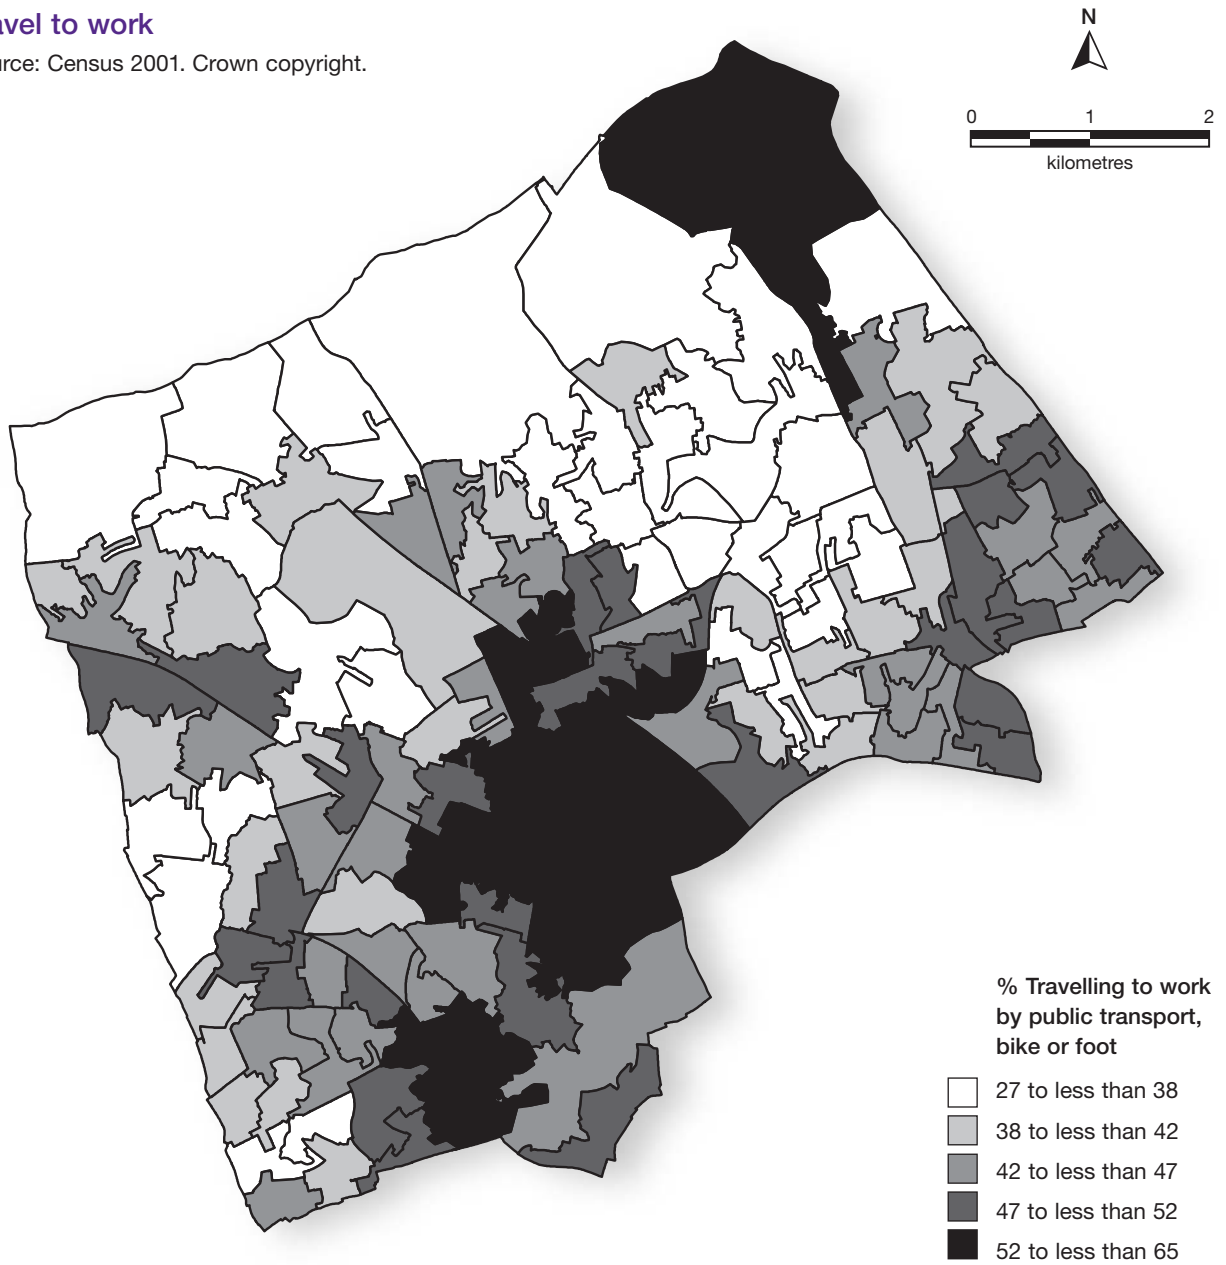 avel to work
urce: Census 2001. Crown copyright.
N
0 1 2
kilometres
% Travelling to work
by public transport,
bike or foot
27 to less than 38
38 to less than 42
42 to less than 47
47 to less than 52
52 to less than 65